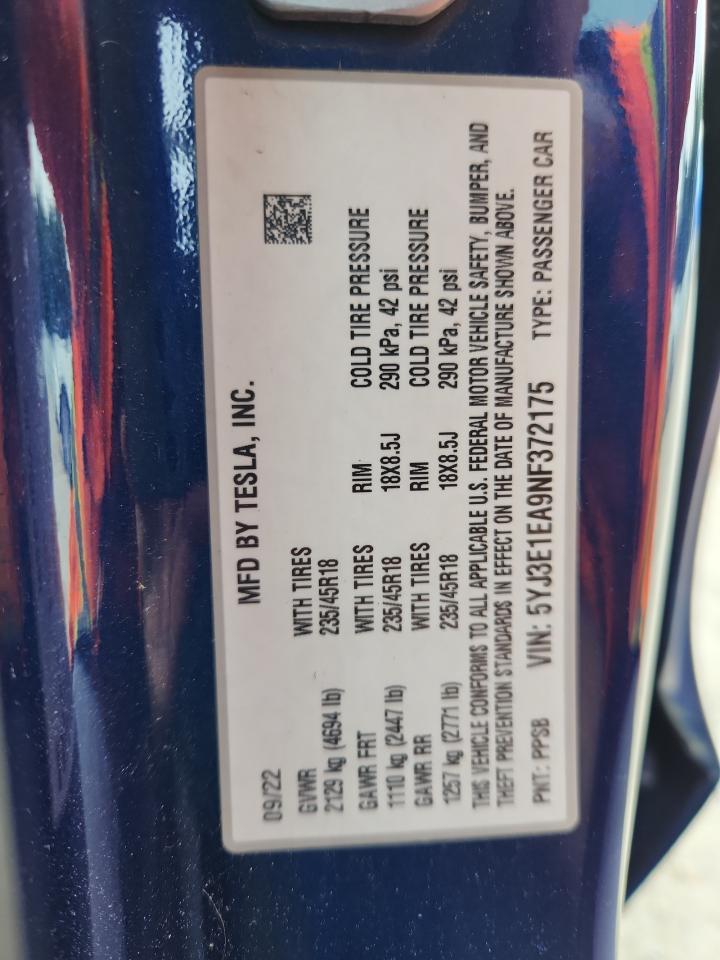 MFD BY TESLA, INC.
09/22
GVWR WITH TIRES
2129 kg (4694 lb) 235/45R18
GAWR FRT WITH TIRES RIM COLD TIRE PRESSURE
1110 kg (2447 lb) 235/45R18 18X8.5J 290 kPa, 42 psi
GAWR RR WITH TIRES RIM COLD TIRE PRESSURE
1257 kg (2771 lb) 235/45R18 18X8.5J 290 kPa, 42 psi
THIS VEHICLE CONFORMS TO ALL APPLICABLE U.S. FEDERAL MOTOR VEHICLE SAFETY, BUMPER, AND
THEFT PREVENTION STANDARDS IN EFFECT ON THE DATE OF MANUFACTURE SHOWN ABOVE.
PNT: PPSB VIN: 5YJ3E1EA9NF372175 TYPE: PASSENGER CAR